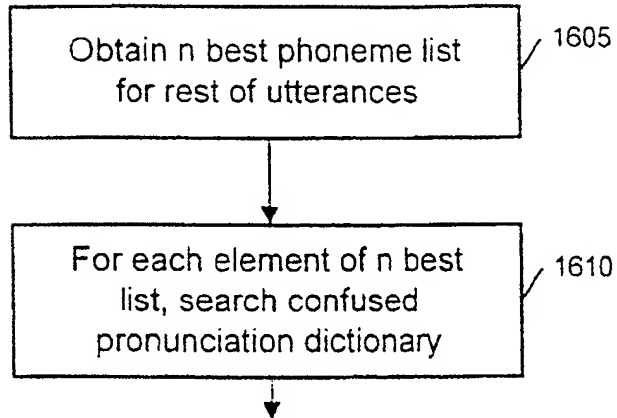 Obtain n best phoneme list
for rest of utterances
1605
For each element of n best
list, search confused
pronunciation dictionary
1610